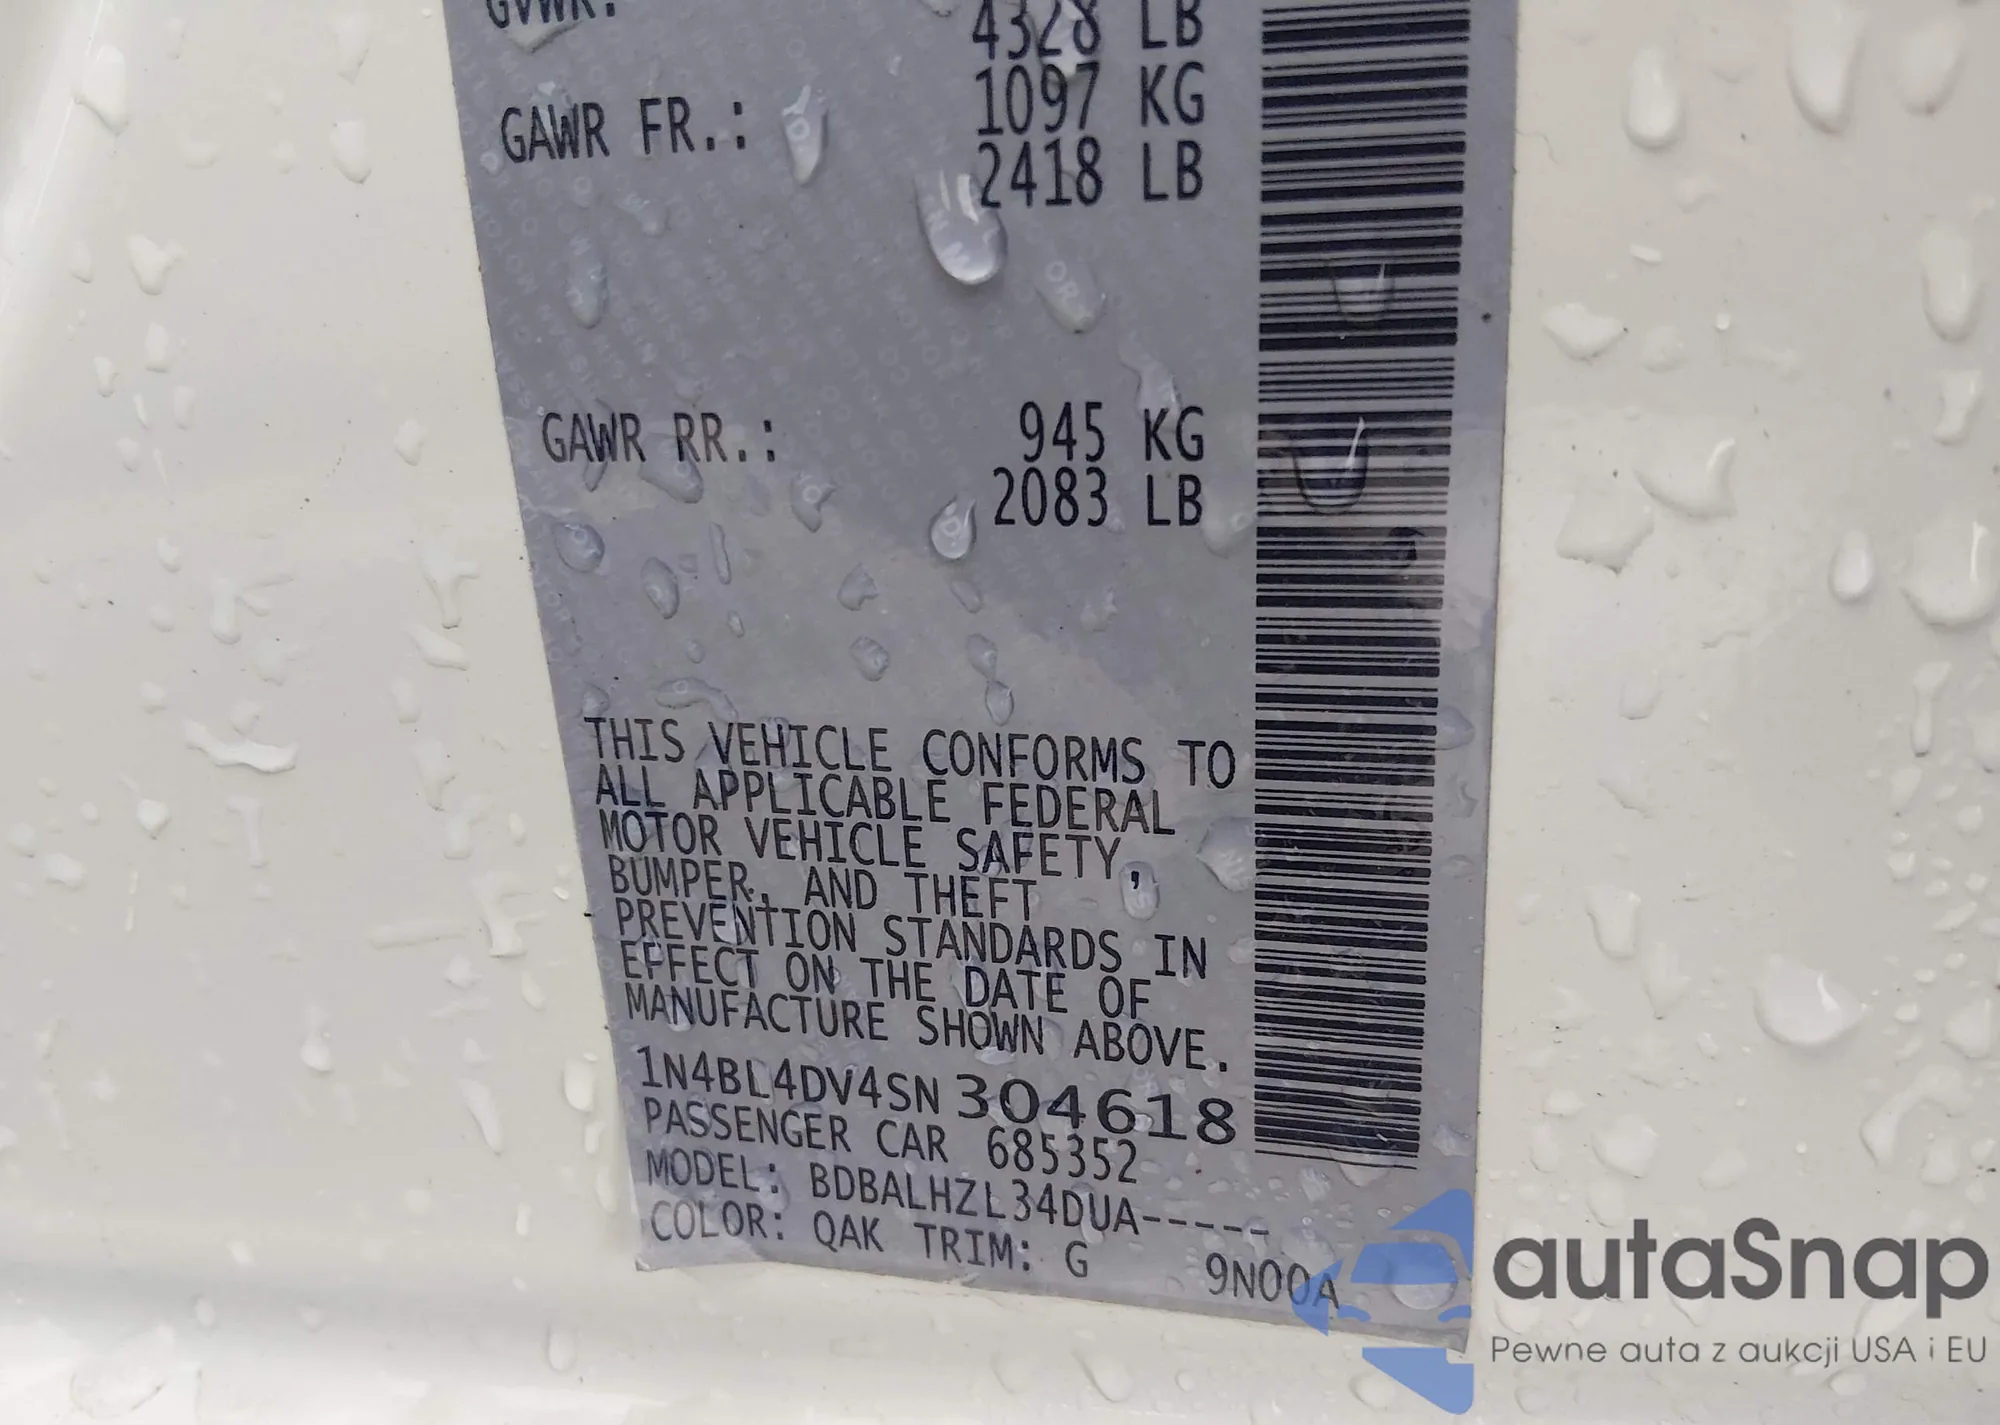 GVWR:
4328 LB
GAWR FR.: 1097 KG
2418 LB
GAWR RR.: 945 KG
2083 LB
THIS VEHICLE CONFORMS TO
ALL APPLICABLE FEDERAL
MOTOR VEHICLE SAFETY,
BUMPER, AND THEFT
PREVENTION STANDARDS IN
EFFECT ON THE DATE OF
MANUFACTURE SHOWN ABOVE.
1N4BL4DV4SN304618
PASSENGER CAR 685352
MODEL: BDBALHZL34DUA-----
COLOR: QAK TRIM: G 9N00A
autaSnap
Pewne auta z aukcji USA i EU